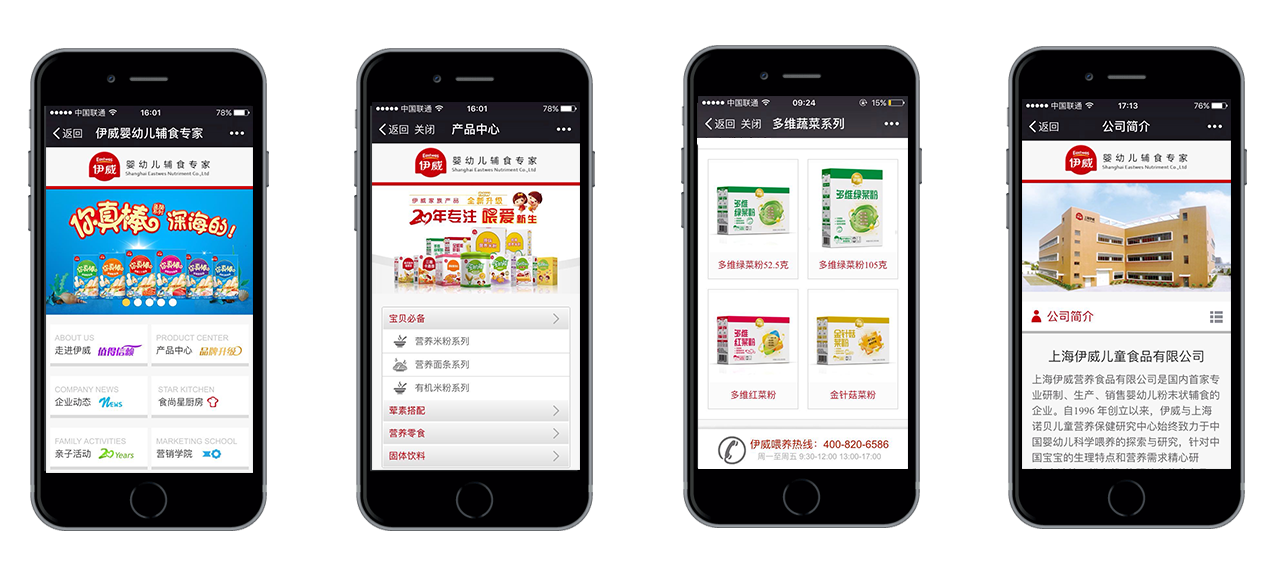 中国联通
16:01
78%
返回
伊威婴幼儿辅食专家
Eastwes
伊威
婴幼儿辅食专家
Shanghai Eastwes Nutriment Co.,Ltd
你真棒 深海的!
ABOUT US
走进伊威
值得信赖
PRODUCT CENTER
产品中心
品牌升级
COMPANY NEWS
企业动态
News
STAR KITCHEN
食尚星厨房
FAMILY ACTIVITIES
亲子活动
20 Years
MARKETING SCHOOL
营销学院
中国联通
16:01
78%
返回 关闭
产品中心
Eastwes
伊威
婴幼儿辅食专家
Shanghai Eastwes Nutriment Co.,Ltd
伊威家族产品 全新升级
20年专注 喂爱新生
宝贝必备
营养米粉系列
营养面条系列
有机米粉系列
荤素搭配
营养零食
固体饮料
中国联通
09:24
15%
返回 关闭
多维蔬菜系列
多维
绿菜粉
多维绿菜粉52.5克
多维
绿菜粉
多维绿菜粉105克
多维
红菜粉
多维红菜粉
金针菇
菜粉
金针菇菜粉
伊威喂养热线：400-820-6586
周一至周五 9:30-12:00 13:00-17:00
中国联通
17:13
76%
返回
公司简介
Eastwes
伊威
婴幼儿辅食专家
Shanghai Eastwes Nutriment Co.,Ltd
公司简介
上海伊威儿童食品有限公司
上海伊威营养食品有限公司是国内首家专
业研制、生产、销售婴幼儿粉末状辅食的
企业。自1996 年创立以来，伊威与上海
诺贝儿童营养保健研究中心始终致力于中
国婴幼儿科学喂养的探索与研究，针对中
国宝宝的生理特点和营养需求精心研